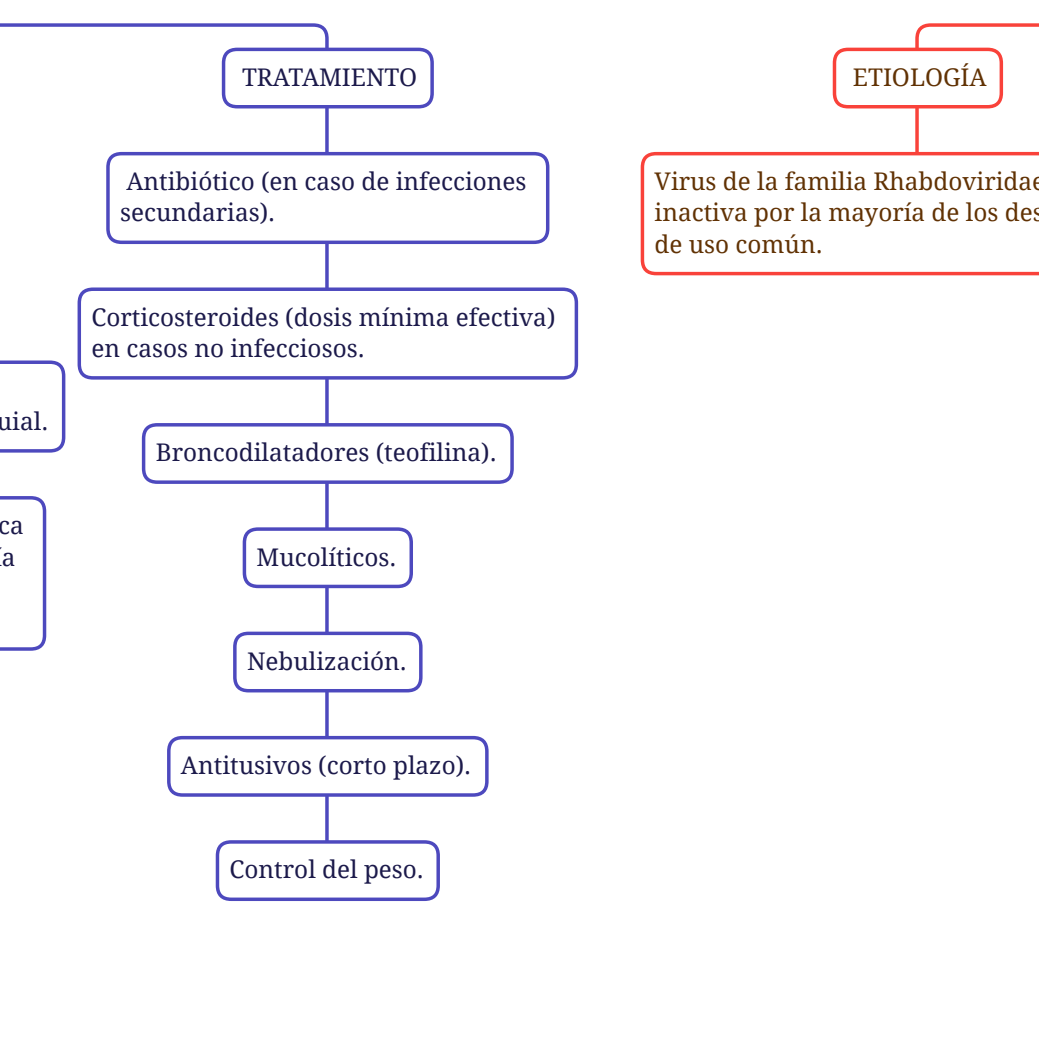 TRATAMIENTO
Antibiótico (en caso de infecciones
secundarias).
Corticosteroides (dosis mínima efectiva)
en casos no infecciosos.
Broncodilatadores (teofilina).
Mucolíticos.
Nebulización.
Antitusivos (corto plazo).
Control del peso.
ETIOLOGÍA
Virus de la familia Rhabdoviridae
inactiva por la mayoría de los
de uso común.